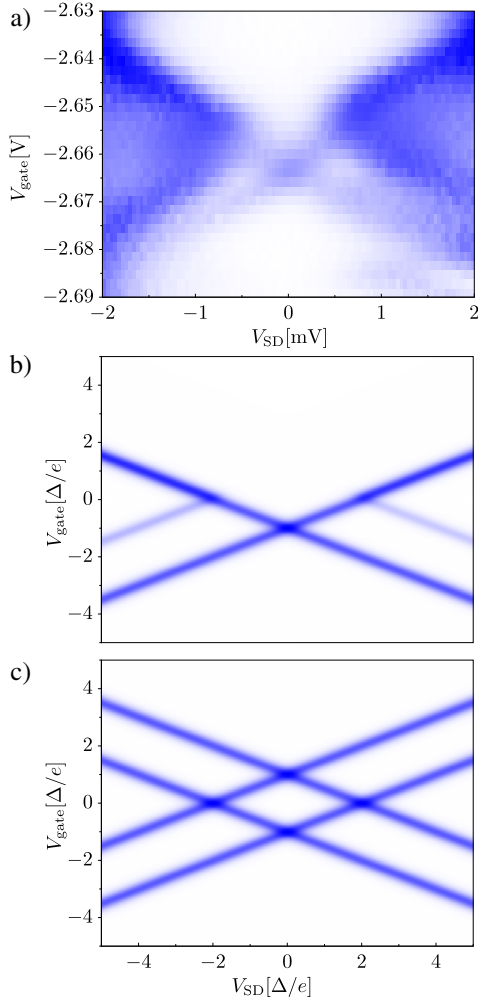 a)
−2.63
−2.64
−2.65
−2.66
−2.67
−2.68
−2.69
V_gate[V]
−2 −1 0 1 2
V_SD[mV]
b)
4
2
0
−2
−4
V_gate[Δ/e]
c)
4
2
0
−2
−4
V_gate[Δ/e]
−4 −2 0 2 4
V_SD[Δ/e]